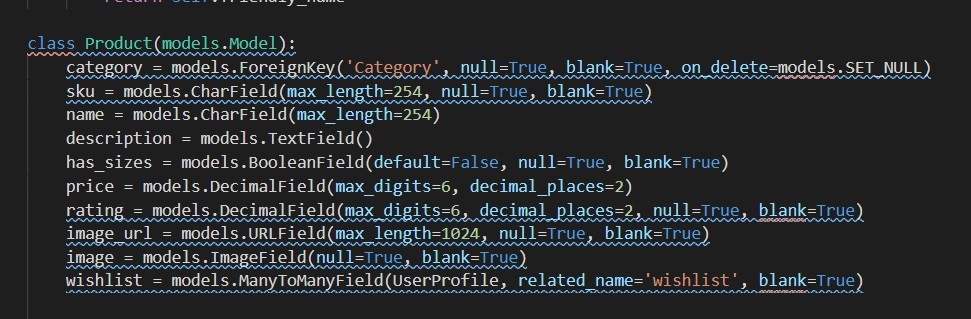 return self.friendly_name
class Product(models.Model):
category = models.ForeignKey('Category', null=True, blank=True, on_delete=models.SET_NULL)
sku = models.CharField(max_length=254, null=True, blank=True)
name = models.CharField(max_length=254)
description = models.TextField()
has_sizes = models.BooleanField(default=False, null=True, blank=True)
price = models.DecimalField(max_digits=6, decimal_places=2)
rating = models.DecimalField(max_digits=6, decimal_places=2, null=True, blank=True)
image_url = models.URLField(max_length=1024, null=True, blank=True)
image = models.ImageField(null=True, blank=True)
wishlist = models.ManyToManyField(UserProfile, related_name='wishlist', blank=True)